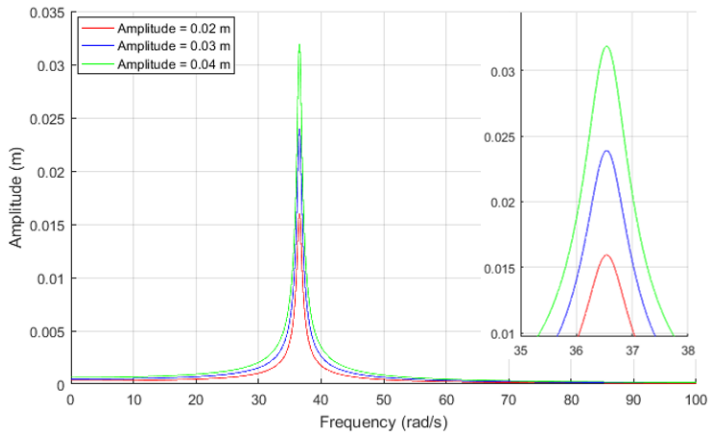 0.035
0.03
0.025
0.02
0.015
0.01
0.005
0
Amplitude (m)
Amplitude = 0.02 m
Amplitude = 0.03 m
Amplitude = 0.04 m
0 10 20 30 40 50 60 70 80 90 100
Frequency (rad/s)
0.03
0.025
0.02
0.015
0.01
35 36 37 38